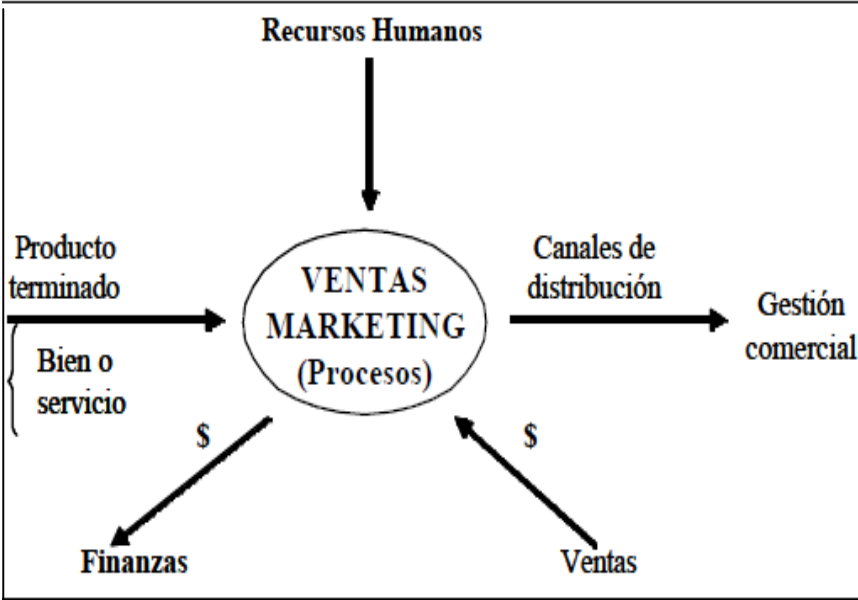 Recursos Humanos
Producto
terminado
Bien o
servicio
VENTAS
MARKETING
(Procesos)
Canales de
distribución
Gestión
comercial
$
$
Finanzas
Ventas